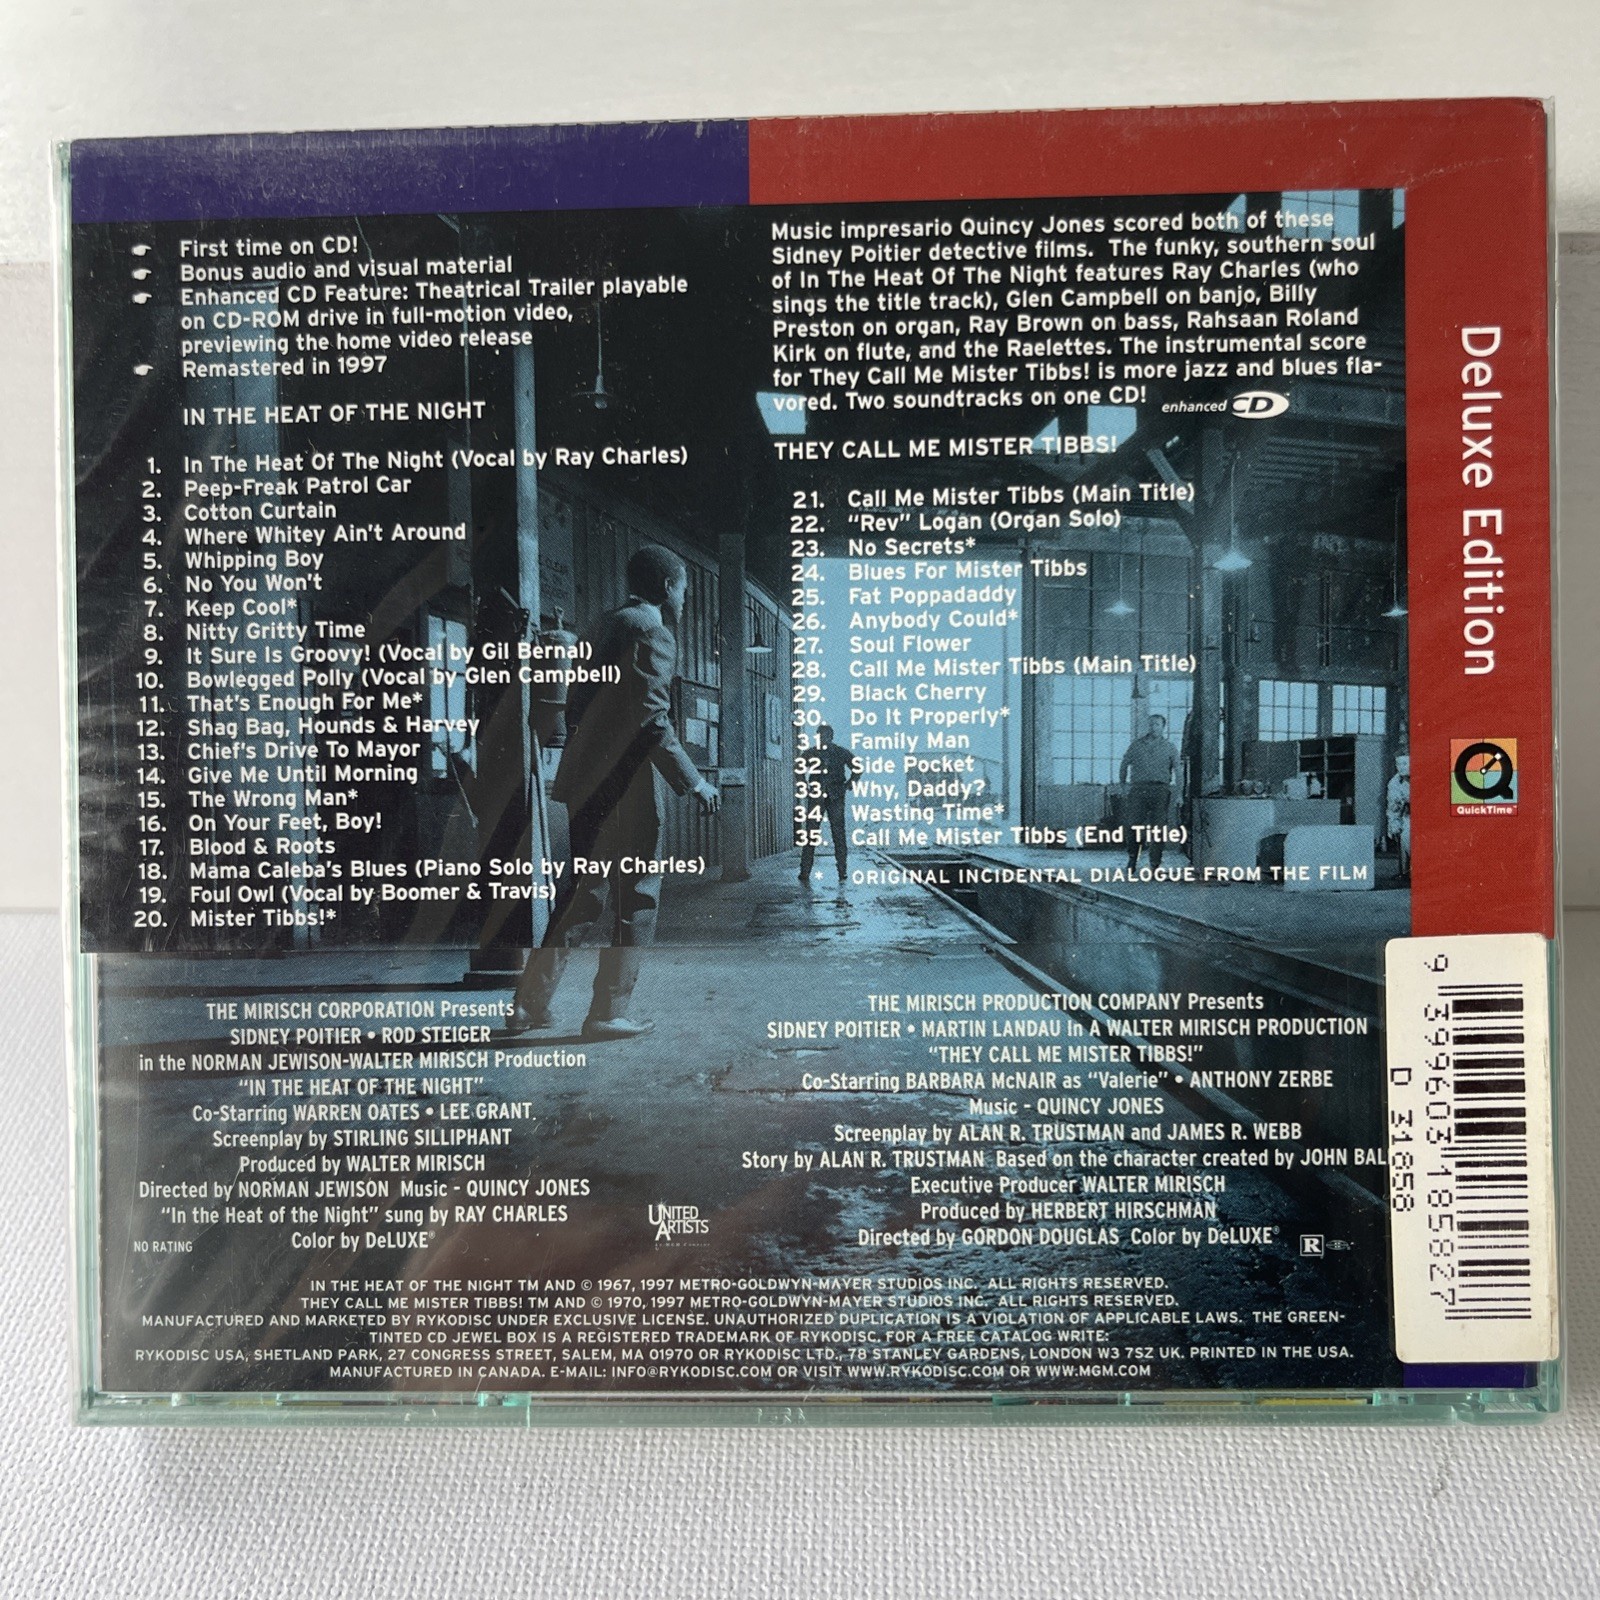 First time on CD!
Bonus audio and visual material
Enhanced CD Feature: Theatrical Trailer playable
on CD-ROM drive in full-motion video,
previewing the home video release
Remastered in 1997
IN THE HEAT OF THE NIGHT
1. In The Heat Of The Night (Vocal by Ray Charles)
2. Peep-Freak Patrol Car
3. Cotton Curtain
4. Where Whitey Ain't Around
5. Whipping Boy
6. No You Won't
7. Keep Cool*
8. Nitty Gritty Time
9. It Sure Is Groovy! (Vocal by Gil Bernal)
10. Bowlegged Polly (Vocal by Glen Campbell)
11. That's Enough For Me*
12. Shag Bag, Hounds & Harvey
13. Chief's Drive To Mayor
14. Give Me Until Morning
15. The Wrong Man*
16. On Your Feet, Boy!
17. Blood & Roots
18. Mama Caleba's Blues (Piano Solo by Ray Charles)
19. Foul Owl (Vocal by Boomer & Travis)
20. Mister Tibbs!*
Music impresario Quincy Jones scored both of these
Sidney Poitier detective films. The funky, southern soul
of In The Heat Of The Night features Ray Charles (who
sings the title track), Glen Campbell on banjo, Billy
Preston on organ, Ray Brown on bass, Rahsaan Roland
Kirk on flute, and the Raelettes. The instrumental score
for They Call Me Mister Tibbs! is more jazz and blues fla-
vored. Two soundtracks on one CD! enhanced CD
THEY CALL ME MISTER TIBBS!
21. Call Me Mister Tibbs (Main Title)
22. "Rev" Logan (Organ Solo)
23. No Secrets*
24. Blues For Mister Tibbs
25. Fat Poppadaddy
26. Anybody Could*
27. Soul Flower
28. Call Me Mister Tibbs (Main Title)
29. Black Cherry
30. Do It Properly*
31. Family Man
32. Side Pocket
33. Why, Daddy?
34. Wasting Time*
35. Call Me Mister Tibbs (End Title)
* ORIGINAL INCIDENTAL DIALOGUE FROM THE FILM
Deluxe Edition
QuickTime™
THE MIRISCH CORPORATION Presents
SIDNEY POITIER • ROD STEIGER
in the NORMAN JEWISON-WALTER MIRISCH Production
"IN THE HEAT OF THE NIGHT"
Co-Starring WARREN OATES • LEE GRANT.
Screenplay by STIRLING SILLIPHANT
Produced by WALTER MIRISCH
Directed by NORMAN JEWISON Music - QUINCY JONES
"In the Heat of the Night" sung by RAY CHARLES
NO RATING
Color by DeLUXE®
UNITED
ARTISTS
THE MIRISCH PRODUCTION COMPANY Presents
SIDNEY POITIER • MARTIN LANDAU In A WALTER MIRISCH PRODUCTION
"THEY CALL ME MISTER TIBBS!"
Co-Starring BARBARA McNAIR as "Valerie" • ANTHONY ZERBE
Music - QUINCY JONES
Screenplay by ALAN R. TRUSTMAN and JAMES R. WEBB
Story by ALAN R. TRUSTMAN Based on the character created by JOHN BAL
Executive Producer WALTER MIRISCH
Produced by HERBERT HIRSCHMAN
Directed by GORDON DOUGLAS Color by DeLUXE®
R
9 399603 185827
D 31858
IN THE HEAT OF THE NIGHT TM AND © 1967, 1997 METRO-GOLDWYN-MAYER STUDIOS INC. ALL RIGHTS RESERVED.
THEY CALL ME MISTER TIBBS! TM AND © 1970, 1997 METRO-GOLDWYN-MAYER STUDIOS INC. ALL RIGHTS RESERVED.
MANUFACTURED AND MARKETED BY RYKODISC UNDER EXCLUSIVE LICENSE. UNAUTHORIZED DUPLICATION IS A VIOLATION OF APPLICABLE LAWS. THE GREEN-
TINTED CD JEWEL BOX IS A REGISTERED TRADEMARK OF RYKODISC. FOR A FREE CATALOG WRITE:
RYKODISC USA, SHETLAND PARK, 27 CONGRESS STREET, SALEM, MA 01970 OR RYKODISC LTD., 78 STANLEY GARDENS, LONDON W3 7SZ UK. PRINTED IN THE USA.
MANUFACTURED IN CANADA. E-MAIL: INFO@RYKODISC.COM OR VISIT WWW.RYKODISC.COM OR WWW.MGM.COM